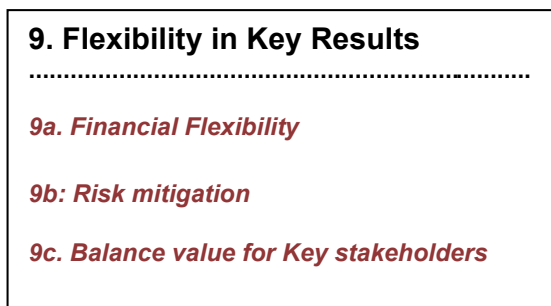 9. Flexibility in Key Results
9a. Financial Flexibility
9b: Risk mitigation
9c. Balance value for Key stakeholders